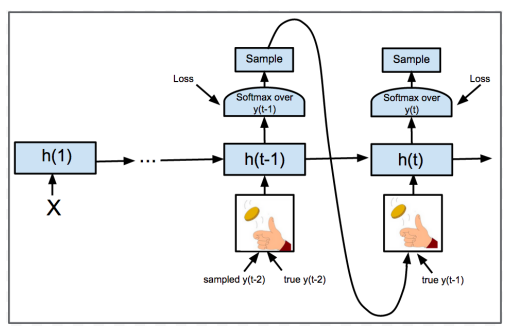 Sample
Sample
Loss
Loss
Softmax over
y(t-1)
Softmax over
y(t)
h(1)
...
h(t-1)
h(t)
X
sampled y(t-2)
true y(t-2)
true y(t-1)